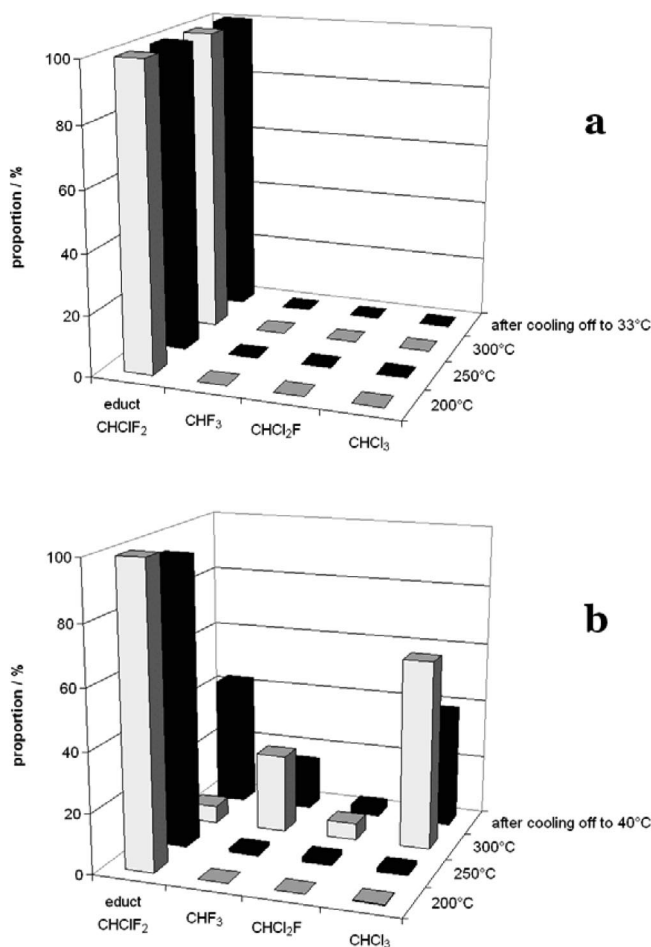 a
100
80
60
40
20
0
proportion / %
after cooling off to 33°C
300°C
250°C
200°C
educt
CHClF₂
CHF₃
CHCl₂F
CHCl₃
b
100
80
60
40
20
0
proportion / %
after cooling off to 40°C
300°C
250°C
200°C
educt
CHClF₂
CHF₃
CHCl₂F
CHCl₃